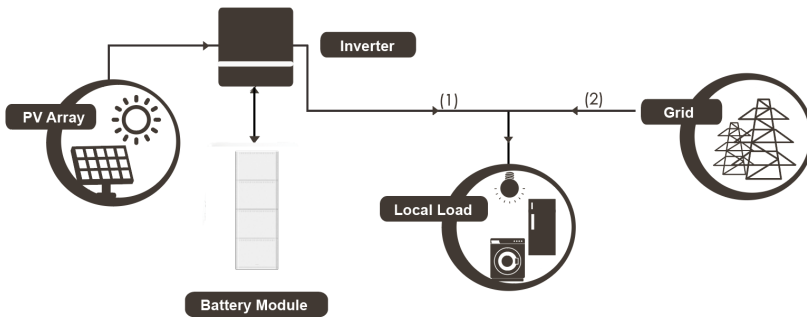 Inverter
PV Array
(1)
(2)
Grid
Local Load
Battery Module